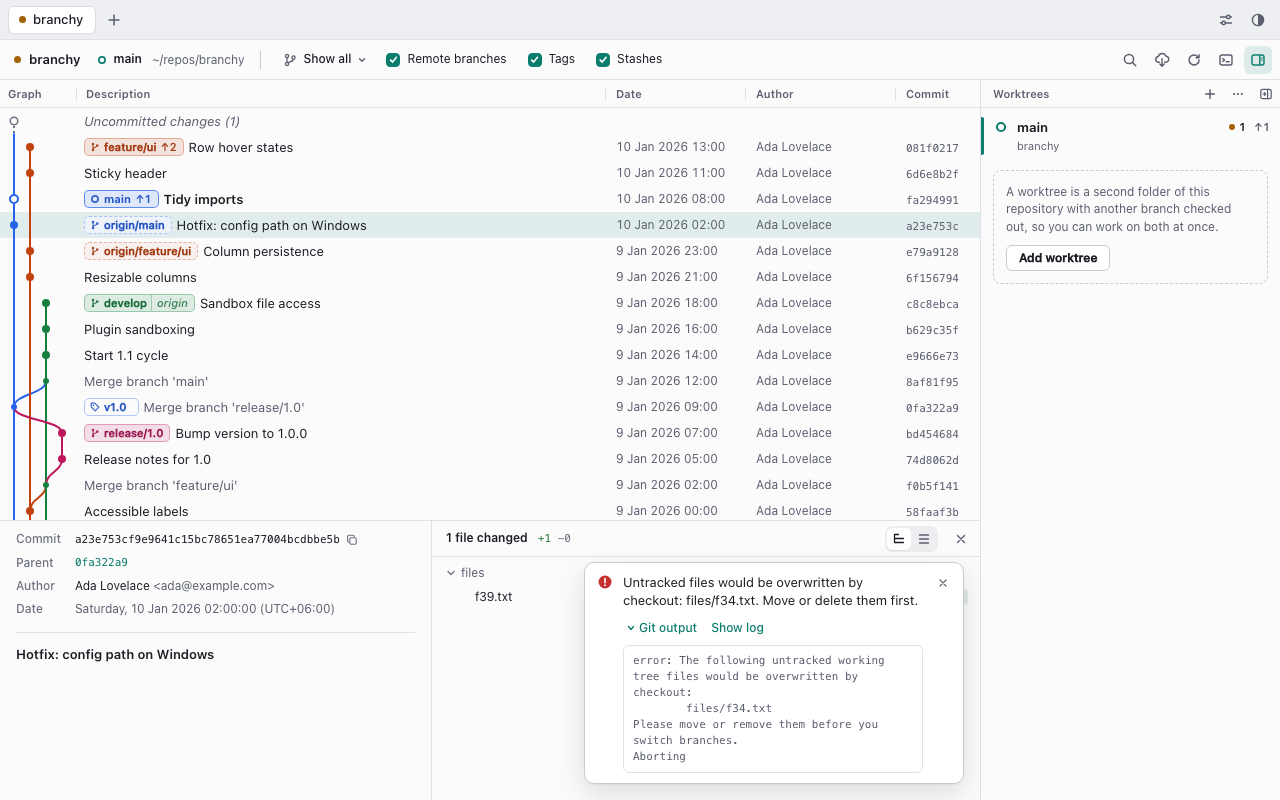 branchy
branchy main ~/repos/branchy Show all Remote branches Tags Stashes
Graph Description Date Author Commit
Uncommitted changes (1)
feature/ui ↑2 Row hover states 10 Jan 2026 13:00 Ada Lovelace 081f0217
Sticky header 10 Jan 2026 11:00 Ada Lovelace 6d6e8b2f
main ↑1 Tidy imports 10 Jan 2026 08:00 Ada Lovelace fa294991
origin/main Hotfix: config path on Windows 10 Jan 2026 02:00 Ada Lovelace a23e753c
origin/feature/ui Column persistence 9 Jan 2026 23:00 Ada Lovelace e79a9128
Resizable columns 9 Jan 2026 21:00 Ada Lovelace 6f156794
develop origin Sandbox file access 9 Jan 2026 18:00 Ada Lovelace c8c8ebca
Plugin sandboxing 9 Jan 2026 16:00 Ada Lovelace b629c35f
Start 1.1 cycle 9 Jan 2026 14:00 Ada Lovelace e9666e73
Merge branch 'main' 9 Jan 2026 12:00 Ada Lovelace 8af81f95
v1.0 Merge branch 'release/1.0' 9 Jan 2026 09:00 Ada Lovelace 0fa322a9
release/1.0 Bump version to 1.0.0 9 Jan 2026 07:00 Ada Lovelace bd454684
Release notes for 1.0 9 Jan 2026 05:00 Ada Lovelace 74d8062d
Merge branch 'feature/ui' 9 Jan 2026 02:00 Ada Lovelace f0b5f141
Accessible labels 9 Jan 2026 00:00 Ada Lovelace 58faaf3b
Worktrees
main 1 ↑1
branchy
A worktree is a second folder of this
repository with another branch checked
out, so you can work on both at once.
Add worktree
Commit a23e753cf9e9641c15bc78651ea77004bcdbbe5b
Parent 0fa322a9
Author Ada Lovelace <ada@example.com>
Date Saturday, 10 Jan 2026 02:00:00 (UTC+06:00)
Hotfix: config path on Windows
1 file changed +1 −0
files
f39.txt
Untracked files would be overwritten by
checkout: files/f34.txt. Move or delete them first.
Git output Show log
error: The following untracked working
tree files would be overwritten by
checkout:
files/f34.txt
Please move or remove them before you
switch branches.
Aborting